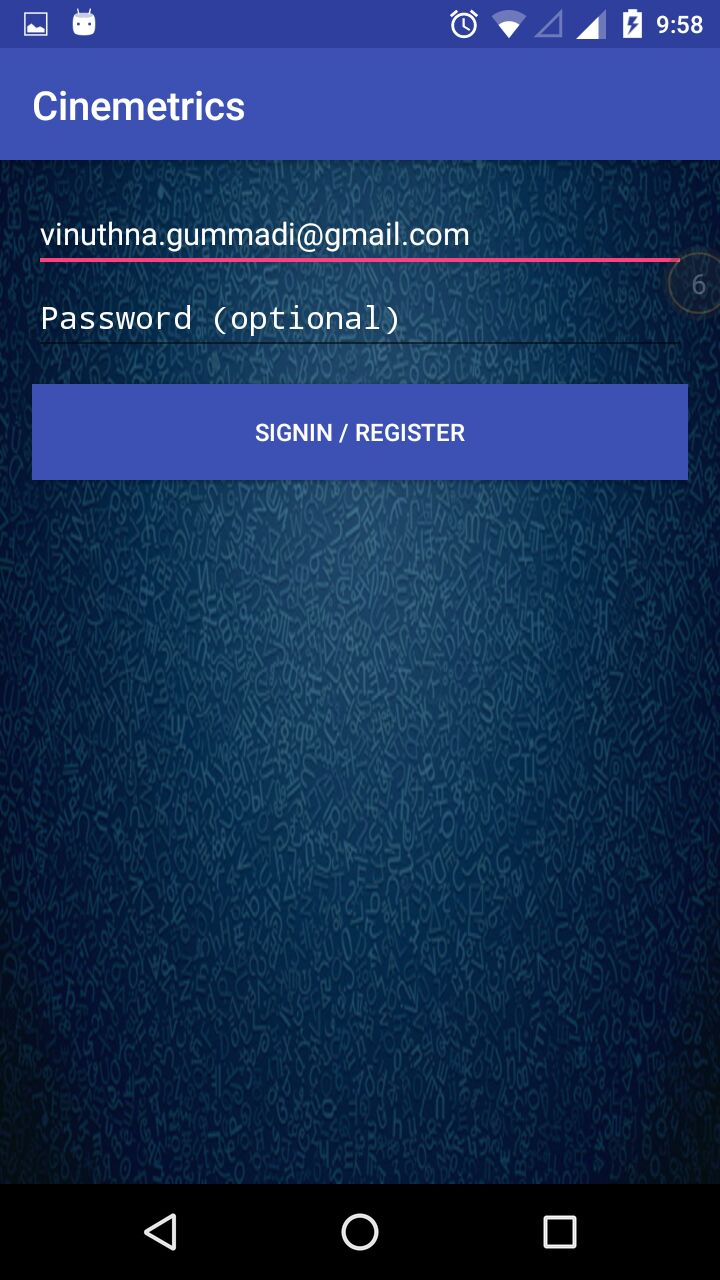 9:58
Cinemetrics
vinuthna.gummadi@gmail.com
6
Password (optional)
SIGNIN / REGISTER